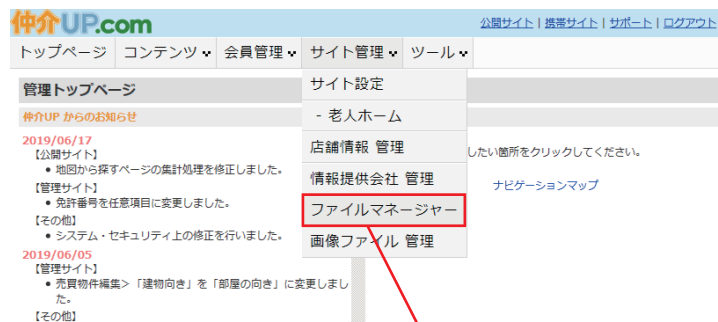 仲介UP.com
公開サイト | 携帯サイト | サポート | ログアウト
トップページ コンテンツ 会員管理 サイト管理 ツール
サイト設定
- 老人ホーム
店舗情報 管理
情報提供会社 管理
ファイルマネージャー
画像ファイル 管理
管理トップページ
仲介UP からのお知らせ
2019/06/17
【公開サイト】
• 地図から探すページの集計処理を修正しました。
【管理サイト】
• 免許番号を任意項目に変更しました。
【その他】
• システム・セキュリティ上の修正を行いました。
2019/06/05
【管理サイト】
• 売買物件編集＞「建物向き」を「部屋の向き」に変更しまし
た。
【その他】
したい箇所をクリックしてください。
ナビゲーションマップ